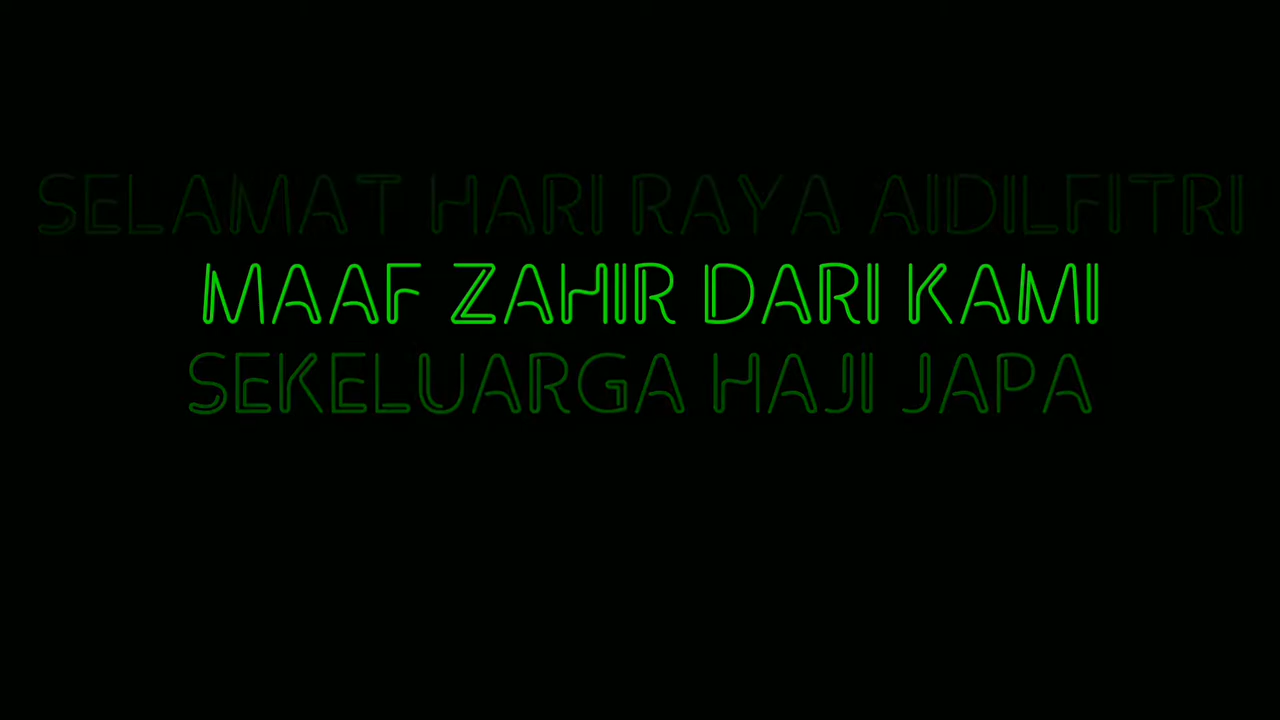 SELAMAT HARI RAYA AIDILFITRI
MAAF ZAHIR DARI KAMI
SEKELUARGA HAJI JAPA